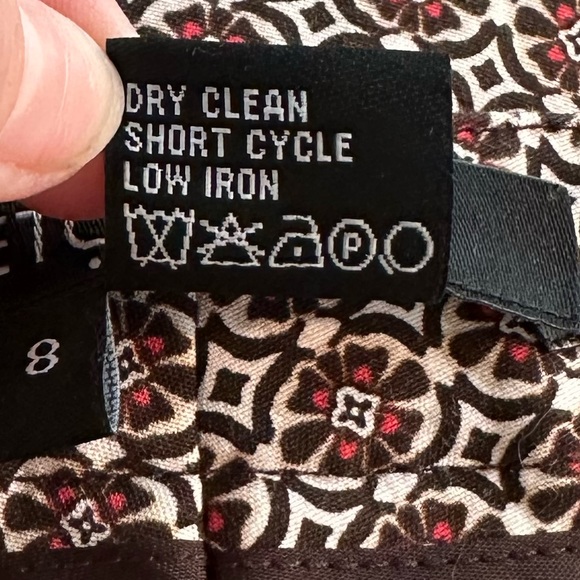 DRY CLEAN
SHORT CYCLE
LOW IRON
P
8